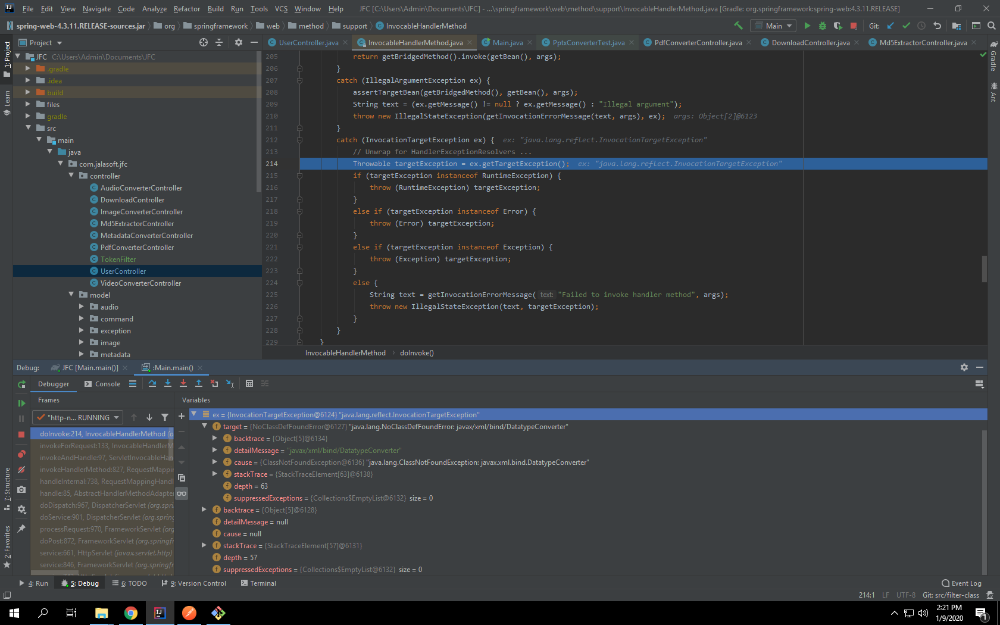 File Edit View Navigate Code Analyze Refactor Build Run Tools VCS Window Help JFC [C:\Users\Admin\Documents\JFC] - ...\springframework\web\method\support\InvocableHandlerMethod.java [Gradle: org.springframework:spring-web:4.3.11.RELEASE]
spring-web-4.3.11.RELEASE-sources.jar org springframework web method support InvocableHandlerMethod Main Git:
Project UserController.java InvocableHandlerMethod.java Main.java PptxConverterTest.java PdfConverterController.java DownloadController.java Md5ExtractorController.java
1: Project
Learn
7: Structure
2: Favorites
Gradle
Ant
JFC C:\Users\Admin\Documents\JFC
.gradle
.idea
build
files
gradle
src
main
java
com.jalasoft.jfc
controller
AudioConverterController
DownloadController
ImageConverterController
Md5ExtractorController
MetadataConverterController
PdfConverterController
TokenFilter
UserController
VideoConverterController
model
audio
command
exception
image
metadata
205 return getBridgedMethod().invoke(getBean(), args);
206 }
207 catch (IllegalArgumentException ex) {
208 assertTargetBean(getBridgedMethod(), getBean(), args);
209 String text = (ex.getMessage() != null ? ex.getMessage() : "Illegal argument");
210 throw new IllegalStateException(getInvocationErrorMessage(text, args), ex); args: Object[2]@6123
211 }
212 catch (InvocationTargetException ex) { ex: "java.lang.reflect.InvocationTargetException"
213 // Unwrap for HandlerExceptionResolvers ...
214 Throwable targetException = ex.getTargetException(); ex: "java.lang.reflect.InvocationTargetException"
215 if (targetException instanceof RuntimeException) {
216 throw (RuntimeException) targetException;
217 }
218 else if (targetException instanceof Error) {
219 throw (Error) targetException;
220 }
221 else if (targetException instanceof Exception) {
222 throw (Exception) targetException;
223 }
224 else {
225 String text = getInvocationErrorMessage( text: "Failed to invoke handler method", args);
226 throw new IllegalStateException(text, targetException);
227 }
228 }
229 }
InvocableHandlerMethod doInvoke()
Debug: JFC [Main.main()] :Main.main()
Debugger Console
Frames Variables
"http-n... RUNNING
doInvoke:214, InvocableHandlerMethod (o
invokeForRequest:133, InvocableHandlerM
invokeAndHandle:97, ServletInvocableHan
invokeHandlerMethod:827, RequestMappin
handleInternal:738, RequestMappingHandl
handle:85, AbstractHandlerMethodAdapte
doDispatch:967, DispatcherServlet (org.spri
doService:901, DispatcherServlet (org.spring
processRequest:970, FrameworkServlet (org
doPost:872, FrameworkServlet (org.springfr
service:661, HttpServlet (javax.servlet.http)
service:846, FrameworkServlet (org.springfr
ex = {InvocationTargetException@6124} "java.lang.reflect.InvocationTargetException"
target = {NoClassDefFoundError@6127} "java.lang.NoClassDefFoundError: javax/xml/bind/DatatypeConverter"
backtrace = {Object[5]@6134}
detailMessage = "javax/xml/bind/DatatypeConverter"
cause = {ClassNotFoundException@6136} "java.lang.ClassNotFoundException: javax.xml.bind.DatatypeConverter"
stackTrace = {StackTraceElement[63]@6138}
depth = 63
suppressedExceptions = {Collections$EmptyList@6132} size = 0
backtrace = {Object[5]@6128}
detailMessage = null
cause = null
stackTrace = {StackTraceElement[57]@6131}
depth = 57
suppressedExceptions = {Collections$EmptyList@6132} size = 0
4: Run 5: Debug 6: TODO 9: Version Control Terminal Event Log
214:1 LF UTF-8 Git: src/filter-class
2:21 PM
1/9/2020
1